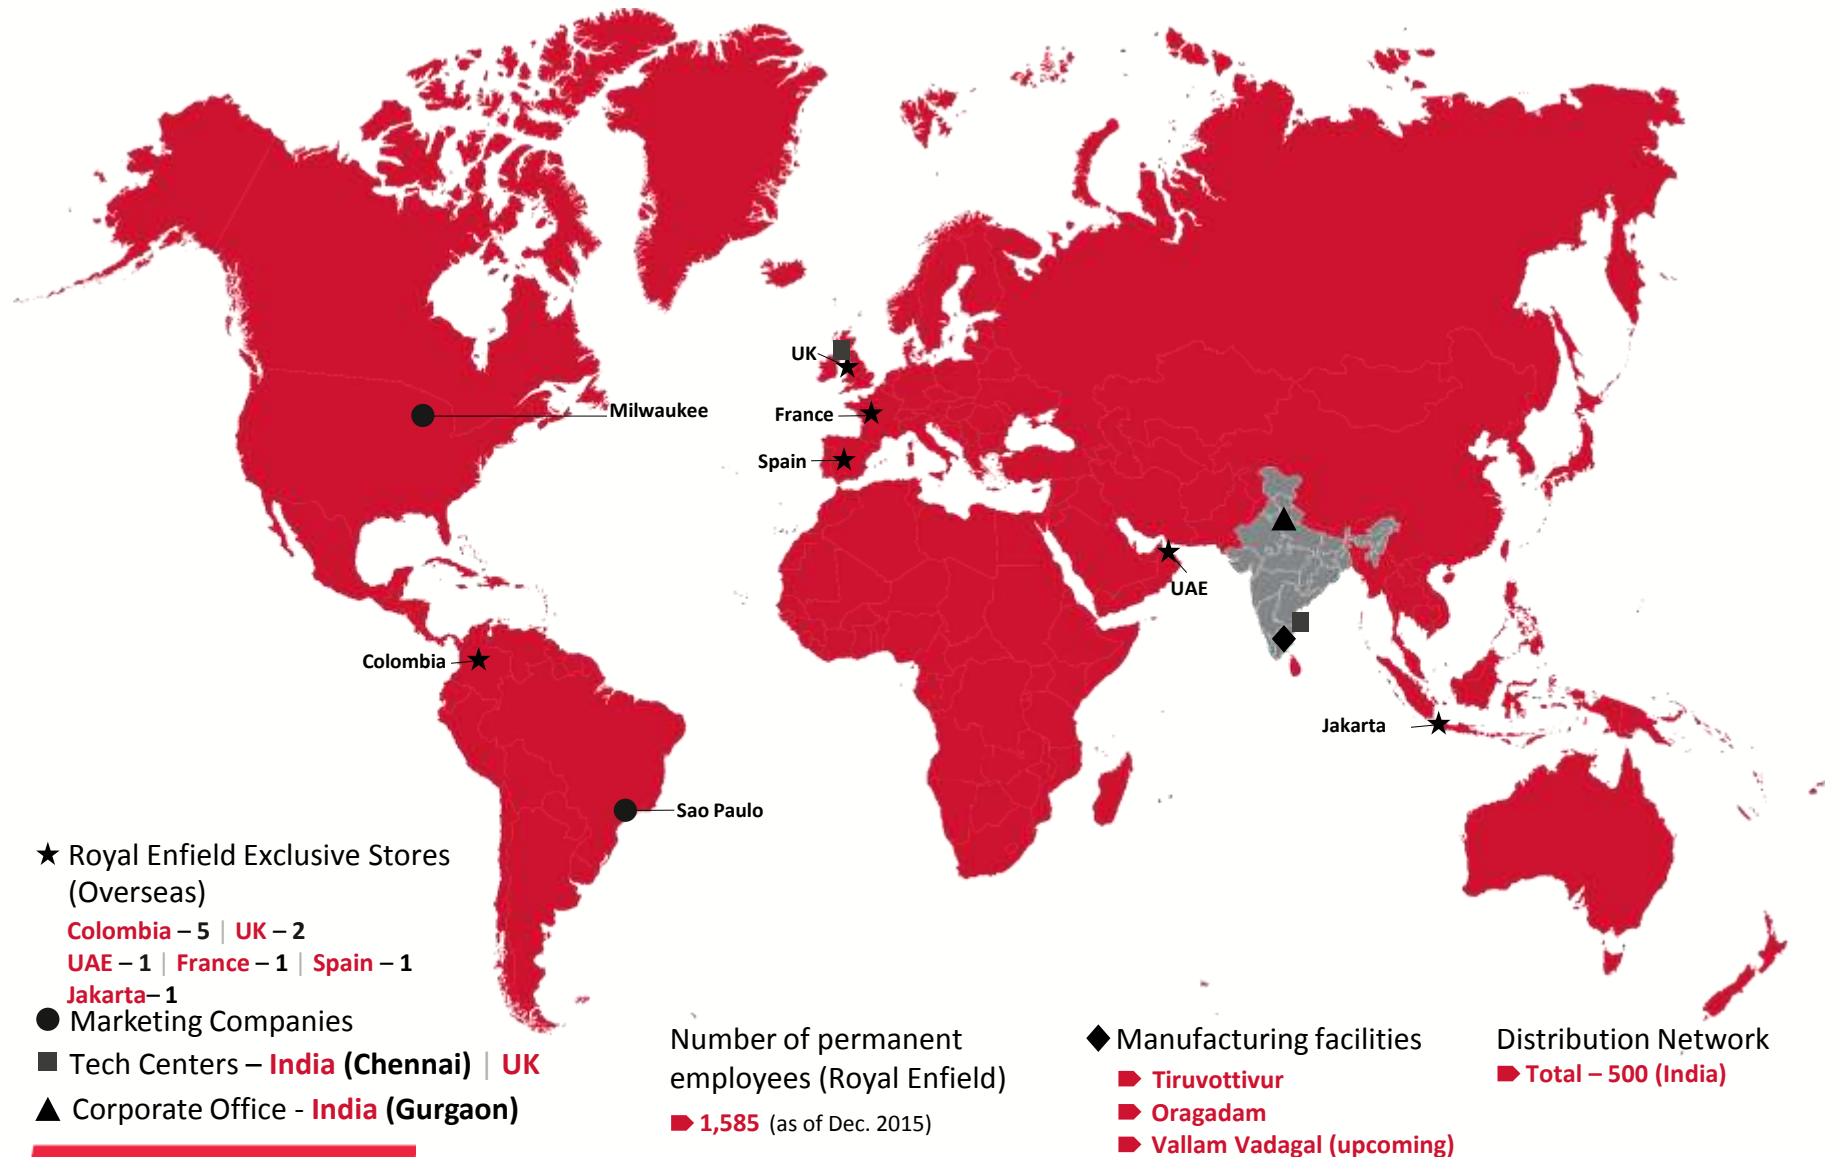 UK
Milwaukee
France
Spain
UAE
Colombia
Jakarta
Sao Paulo
Royal Enfield Exclusive Stores
(Overseas)
Colombia – 5 | UK – 2
UAE – 1 | France – 1 | Spain – 1
Jakarta– 1
Marketing Companies
Tech Centers – India (Chennai) | UK
Corporate Office - India (Gurgaon)
Number of permanent
employees (Royal Enfield)
1,585 (as of Dec. 2015)
Manufacturing facilities
Tiruvottivur
Oragadam
Vallam Vadagal (upcoming)
Distribution Network
Total – 500 (India)